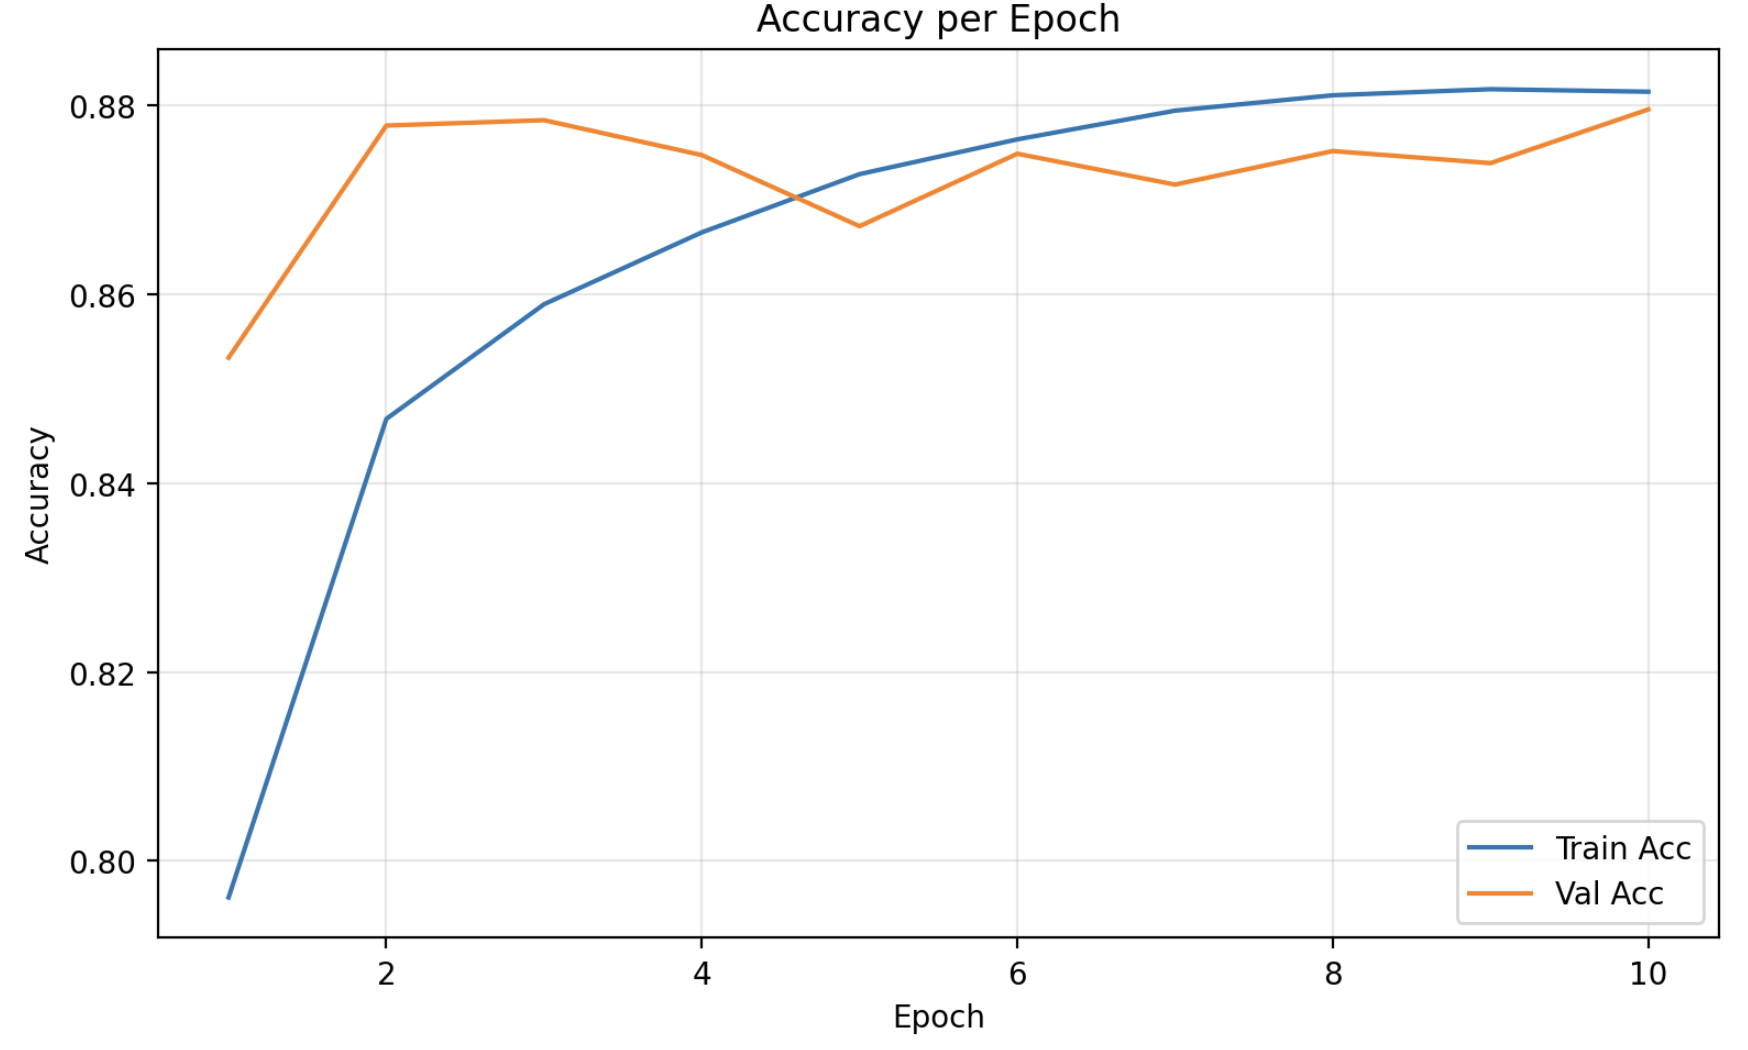 Accuracy per Epoch
0.88
0.86
0.84
0.82
0.80
Accuracy
2 4 6 8 10
Epoch
Train Acc
Val Acc